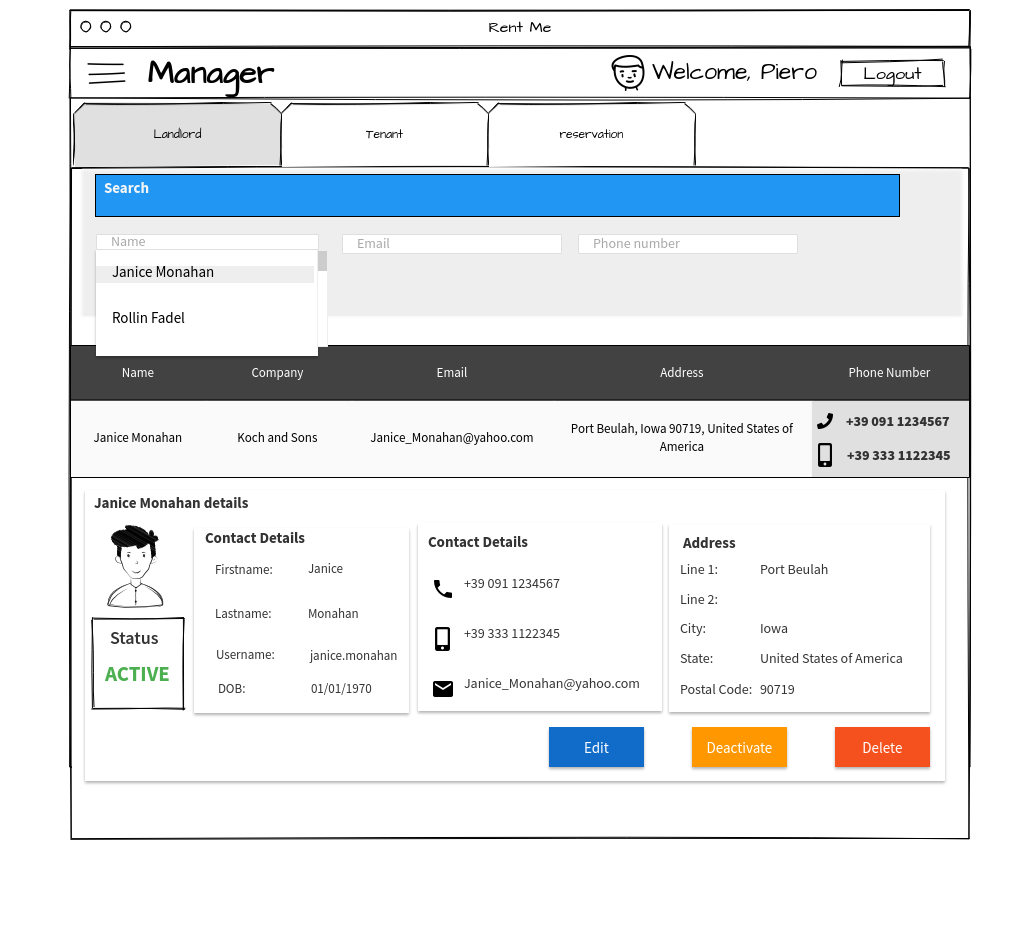 Rent Me
Manager
Welcome, Piero
Logout
Landlord
Tenant
reservation
Search
Name
Email
Phone number
Janice Monahan
Rollin Fadel
Name
Company
Email
Address
Phone Number
Janice Monahan
Koch and Sons
Janice_Monahan@yahoo.com
Port Beulah, Iowa 90719, United States of
America
+39 091 1234567
+39 333 1122345
Janice Monahan details
Status
ACTIVE
Contact Details
Firstname:
Janice
Lastname:
Monahan
Username:
janice.monahan
DOB:
01/01/1970
Contact Details
+39 091 1234567
+39 333 1122345
Janice_Monahan@yahoo.com
Address
Line 1:
Port Beulah
Line 2:
City:
Iowa
State:
United States of America
Postal Code:
90719
Edit
Deactivate
Delete